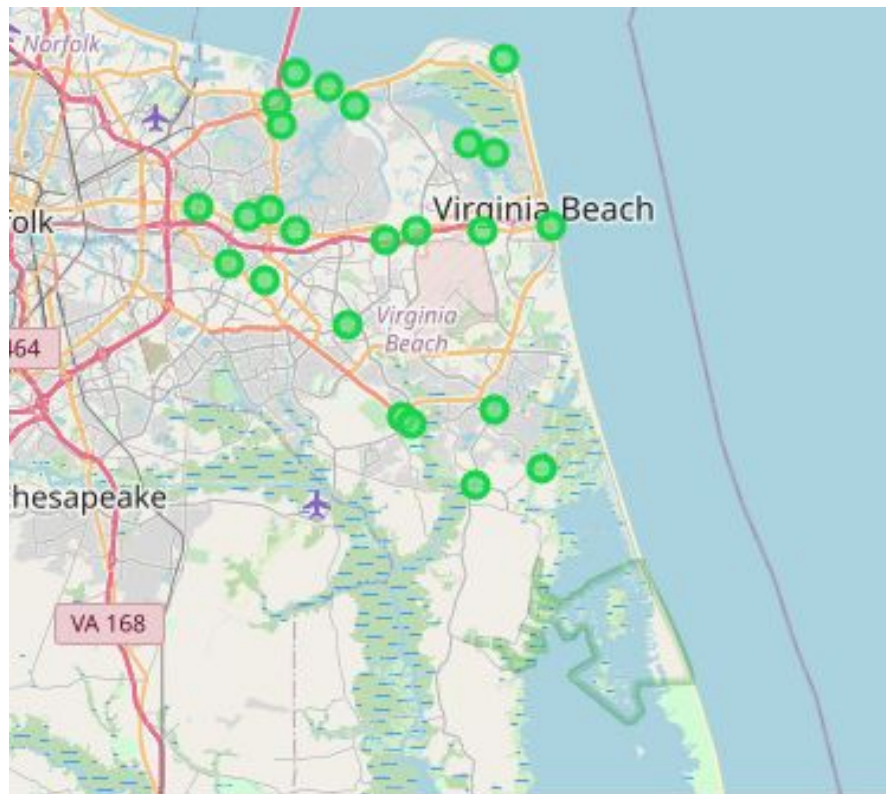 Norfolk
Virginia Beach
folk
Virginia
Beach
464
hesapeake
VA 168